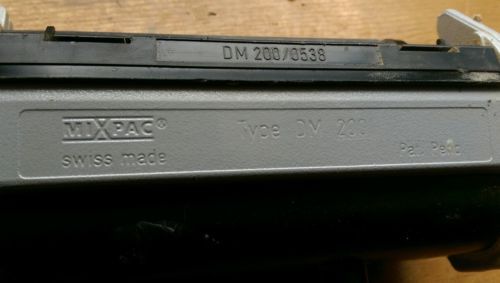 DM 200/0538
MIXPAC®
Type DM 200
swiss made
Pat. Pend.